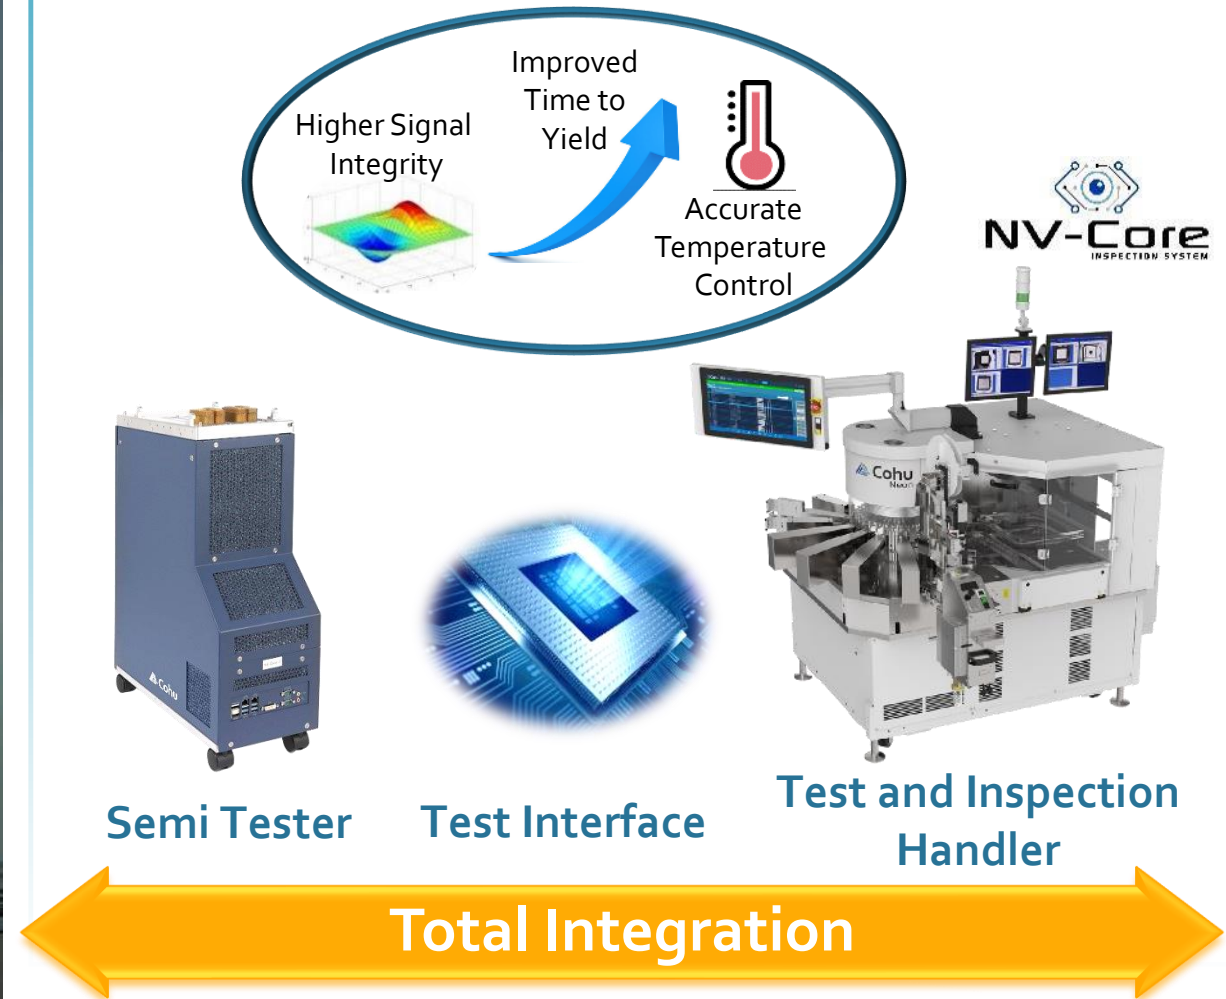 Improved
Time to
Yield
Higher Signal
Integrity
Accurate
Temperature
Control
NV-Core
INSPECTION SYSTEM
Cohu
Neon
Cohu
Semi Tester
Test Interface
Test and Inspection
Handler
Total Integration